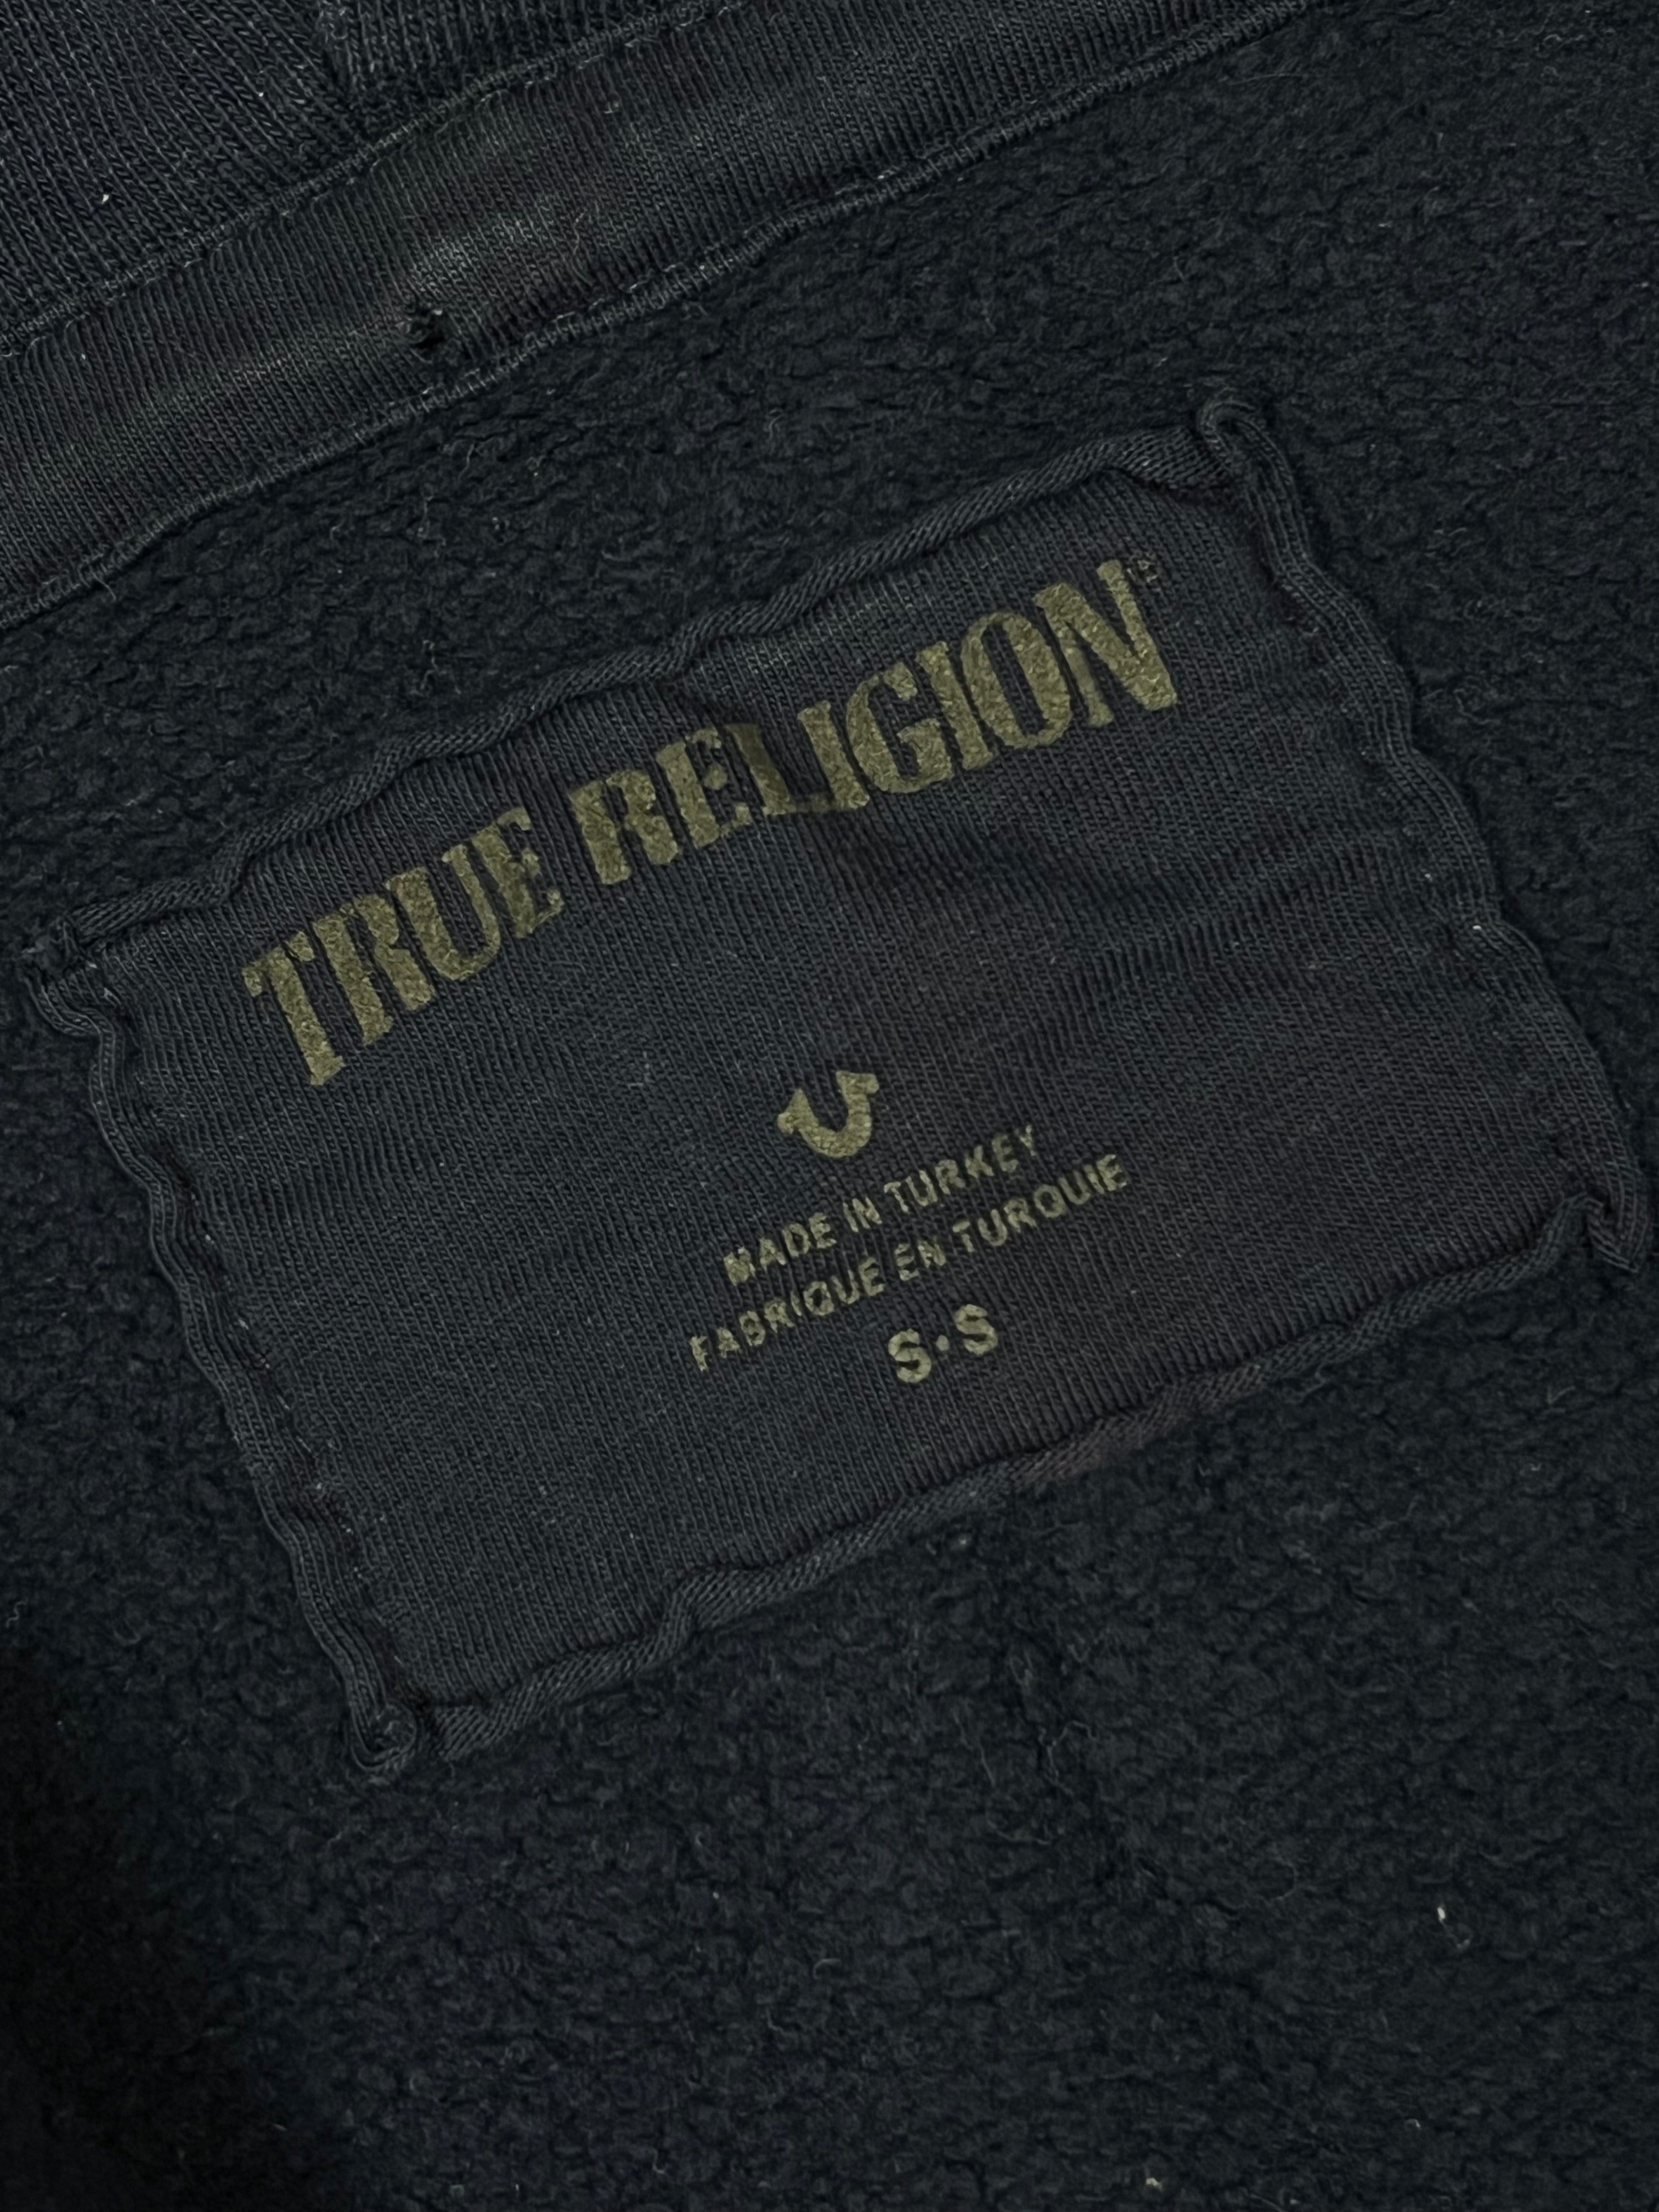 TRUE RELIGION
MADE IN TURKEY
FABRIQUE EN TURQUIE
S•S